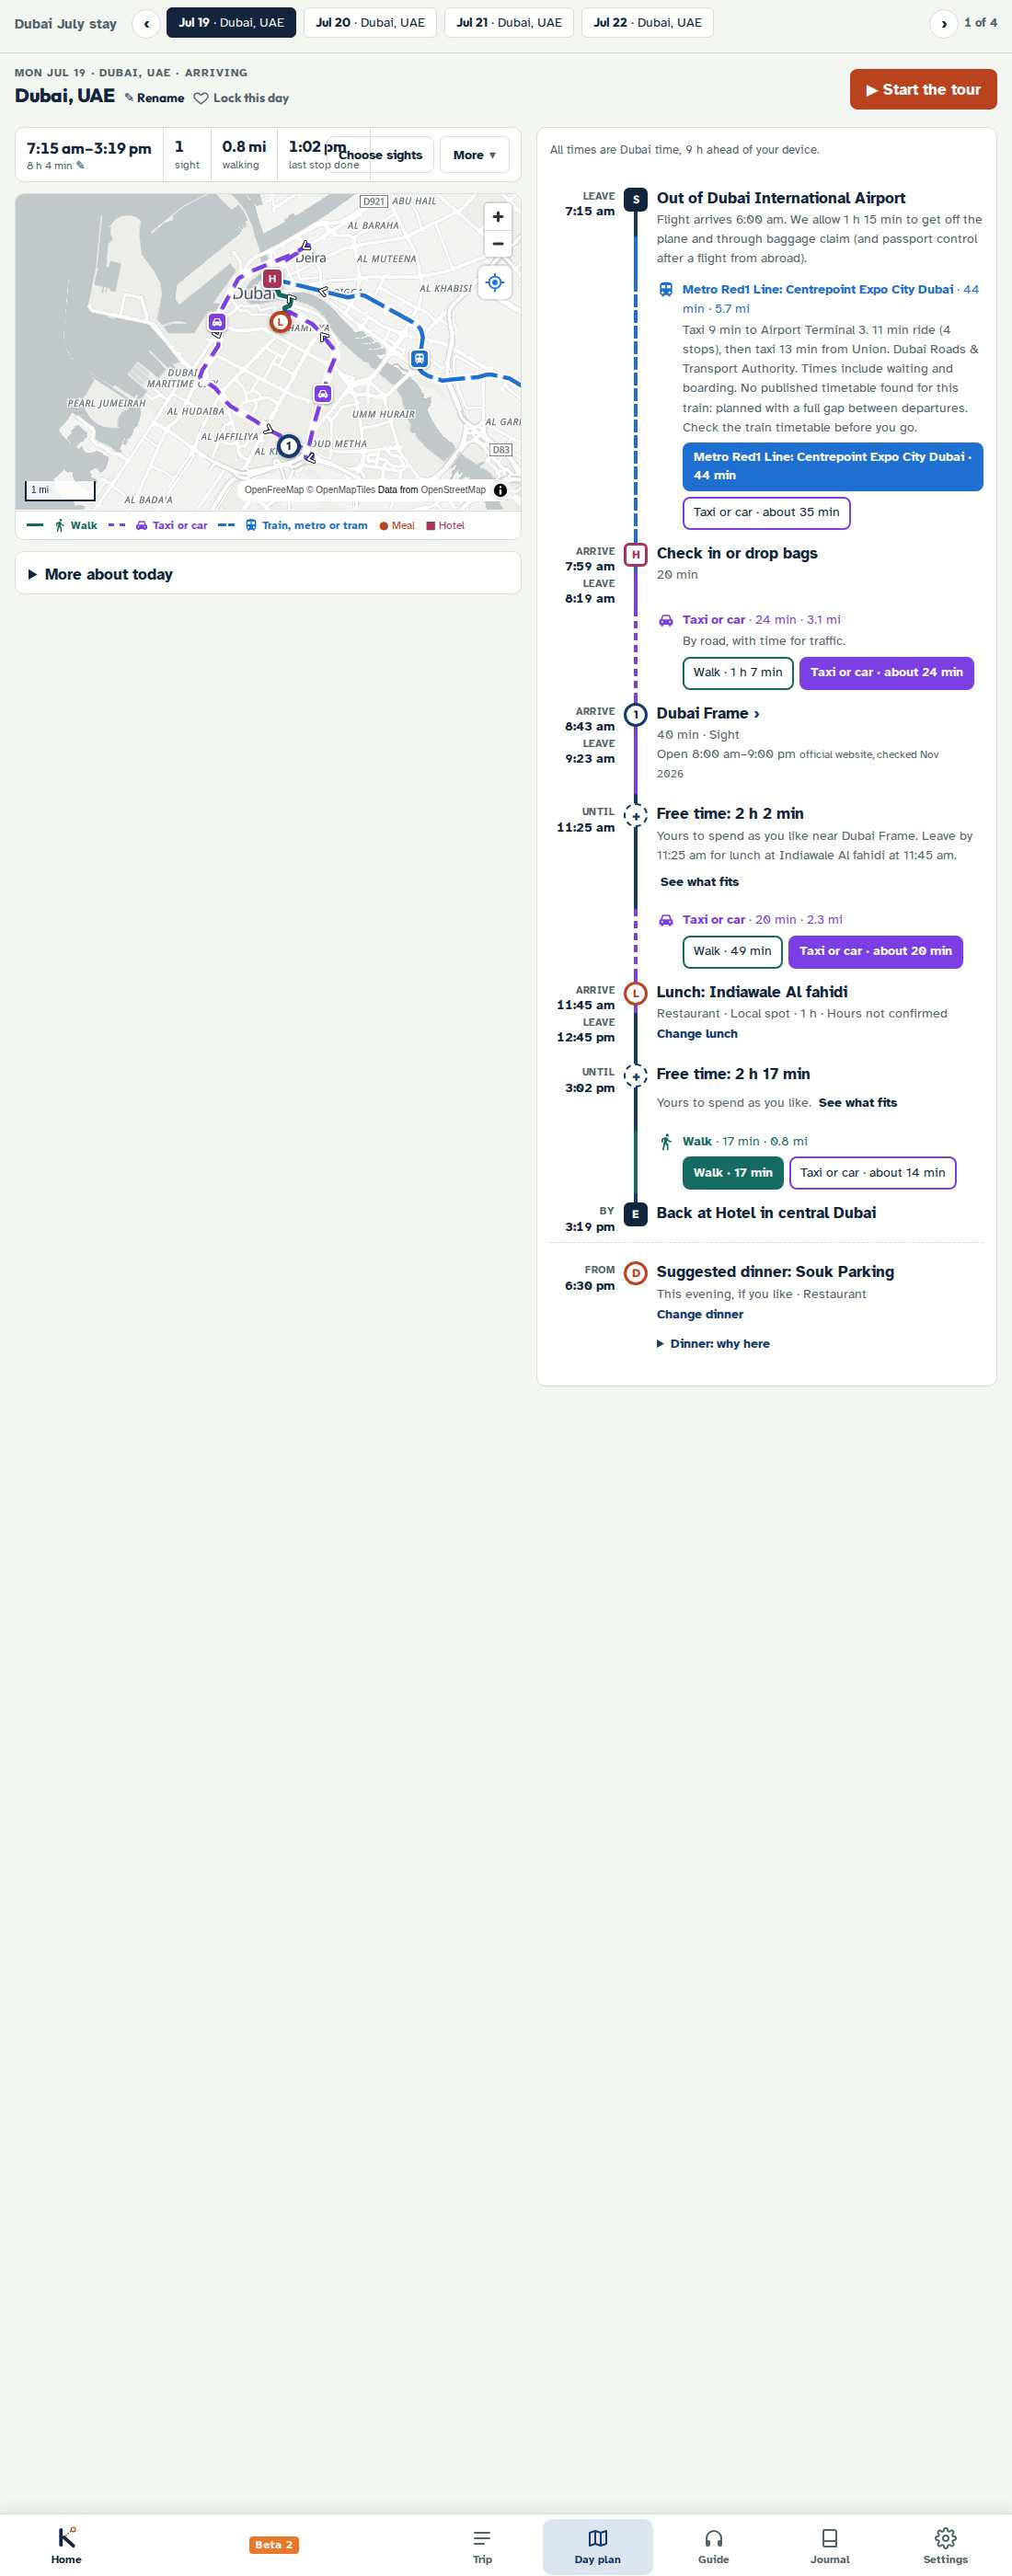 Dubai July stay
‹
Jul 19 · Dubai, UAE
Jul 20 · Dubai, UAE
Jul 21 · Dubai, UAE
Jul 22 · Dubai, UAE
›
1 of 4
MON JUL 19 · DUBAI, UAE · ARRIVING
Dubai, UAE ✎ Rename Lock this day
▶ Start the tour
7:15 am–3:19 pm
8 h 4 min ✎
1
sight
0.8 mi
walking
1:02 pm
last stop done
Choose sights
More ▼
D921 ABU HAIL
AL BARAHA
Deira
AL MUTEENA
H
Dubai
AL KHABISI
L
DUBAI
MARITIME
PEARL JUMEIRAH
AL HUDAIBA
UMM HURAIR
AL JAFFILIYA
1
OUD METHA
D83
AL BADA'A
+
−
1 mi
OpenFreeMap © OpenMapTiles Data from OpenStreetMap
Walk Taxi or car Train, metro or tram Meal Hotel
▶ More about today
All times are Dubai time, 9 h ahead of your device.
LEAVE
7:15 am
S
Out of Dubai International Airport
Flight arrives 6:00 am. We allow 1 h 15 min to get off the
plane and through baggage claim (and passport control
after a flight from abroad).
Metro Red1 Line: Centrepoint Expo City Dubai · 44
min · 5.7 mi
Taxi 9 min to Airport Terminal 3. 11 min ride (4
stops), then taxi 13 min from Union. Dubai Roads &
Transport Authority. Times include waiting and
boarding. No published timetable found for this
train: planned with a full gap between departures.
Check the train timetable before you go.
Metro Red1 Line: Centrepoint Expo City Dubai ·
44 min
Taxi or car · about 35 min
ARRIVE
7:59 am
LEAVE
8:19 am
H
Check in or drop bags
20 min
Taxi or car · 24 min · 3.1 mi
By road, with time for traffic.
Walk · 1 h 7 min
Taxi or car · about 24 min
ARRIVE
8:43 am
LEAVE
9:23 am
1
Dubai Frame ›
40 min · Sight
Open 8:00 am–9:00 pm official website, checked Nov
2026
UNTIL
11:25 am
+
Free time: 2 h 2 min
Yours to spend as you like near Dubai Frame. Leave by
11:25 am for lunch at Indiawale Al fahidi at 11:45 am.
See what fits
Taxi or car · 20 min · 2.3 mi
Walk · 49 min
Taxi or car · about 20 min
ARRIVE
11:45 am
LEAVE
12:45 pm
L
Lunch: Indiawale Al fahidi
Restaurant · Local spot · 1 h · Hours not confirmed
Change lunch
UNTIL
3:02 pm
+
Free time: 2 h 17 min
Yours to spend as you like. See what fits
Walk · 17 min · 0.8 mi
Walk · 17 min
Taxi or car · about 14 min
BY
3:19 pm
E
Back at Hotel in central Dubai
FROM
6:30 pm
D
Suggested dinner: Souk Parking
This evening, if you like · Restaurant
Change dinner
▶ Dinner: why here
Home
Beta 2
Trip
Day plan
Guide
Journal
Settings